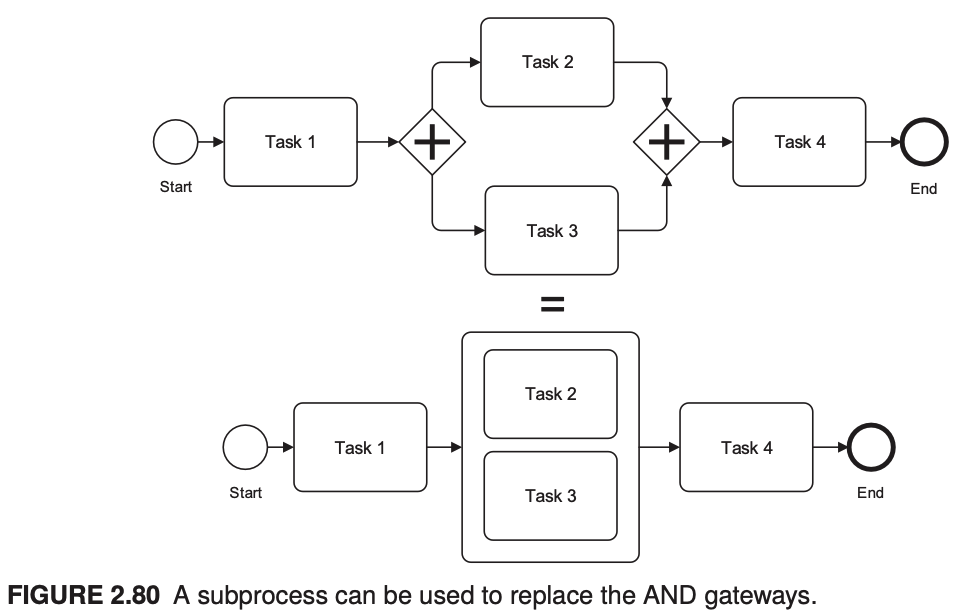 Task 2
Task 1
Task 4
Start
End
Task 3
=
Task 2
Task 1
Task 4
Task 3
Start
End
FIGURE 2.80 A subprocess can be used to replace the AND gateways.